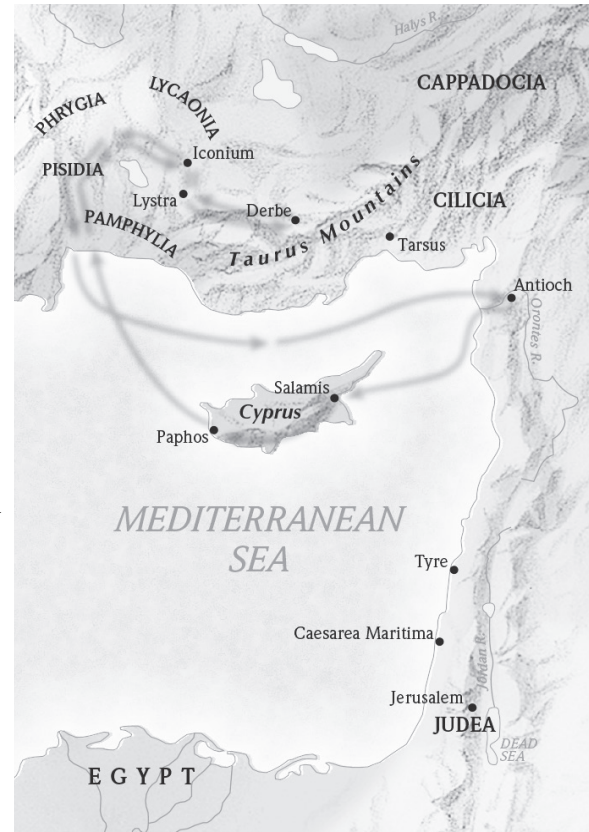 Halys R.
CAPPADOCIA
LYCAONIA
PHRYGIA
Iconium
PISIDIA
Lystra
Derbe
CILICIA
PAMPHYLIA
Taurus Mountains
Tarsus
Antioch
Orontes R.
Salamis
Cyprus
Paphos
MEDITERRANEAN
SEA
Tyre
Caesarea Maritima
Jordan R.
Jerusalem
JUDEA
DEAD
SEA
EGYPT